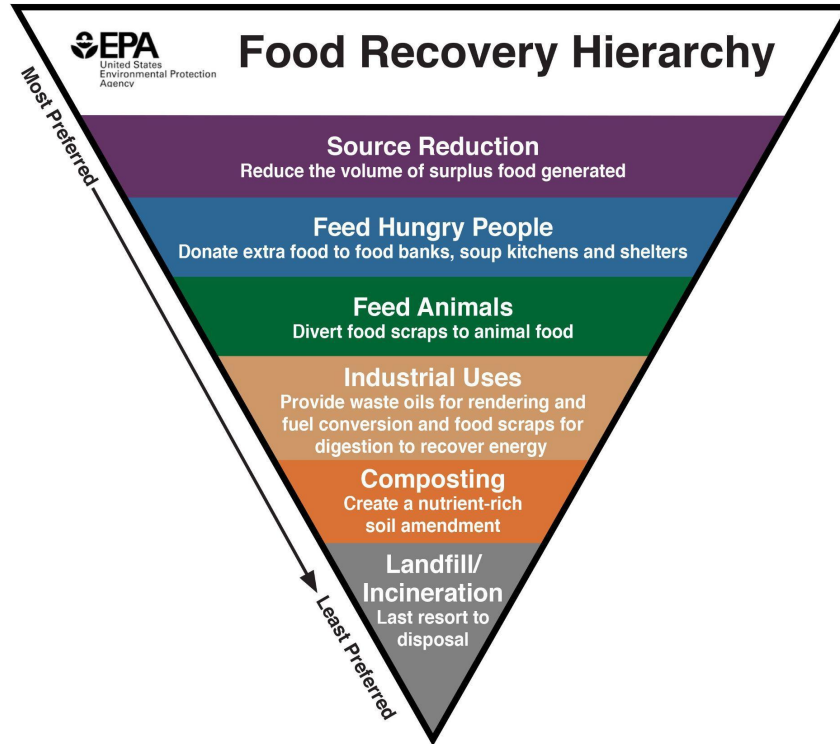 EPA
United States
Environmental Protection
Agency
Food Recovery Hierarchy
Most Preferred
Source Reduction
Reduce the volume of surplus food generated
Feed Hungry People
Donate extra food to food banks, soup kitchens and shelters
Feed Animals
Divert food scraps to animal food
Industrial Uses
Provide waste oils for rendering and
fuel conversion and food scraps for
digestion to recover energy
Composting
Create a nutrient-rich
soil amendment
Landfill/
Incineration
Last resort to
disposal
Least Preferred